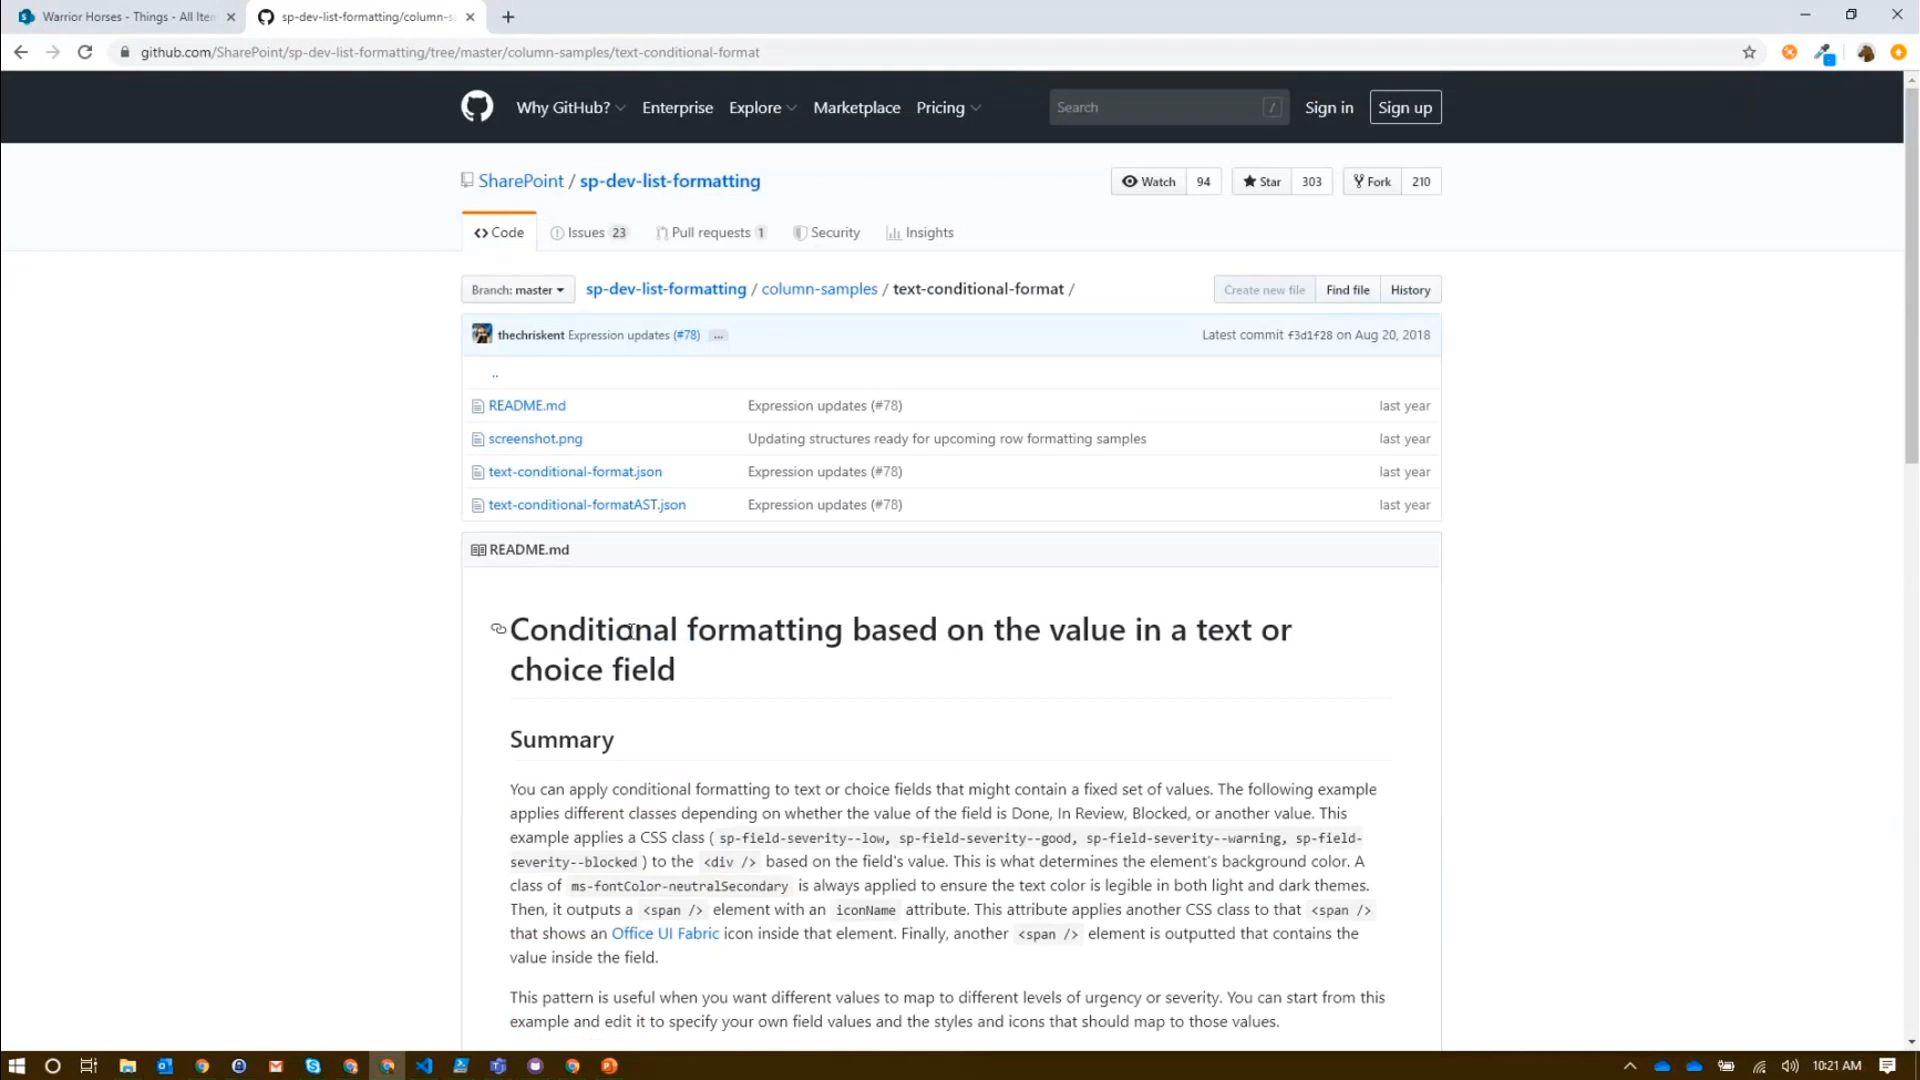 Warrior Horses - Things - All Iten
sp-dev-list-formatting/column-sa
github.com/SharePoint/sp-dev-list-formatting/tree/master/column-samples/text-conditional-format
Why GitHub? Enterprise Explore Marketplace Pricing Search / Sign in Sign up
SharePoint / sp-dev-list-formatting Watch 94 Star 303 Fork 210
Code Issues 23 Pull requests 1 Security Insights
Branch: master sp-dev-list-formatting / column-samples / text-conditional-format / Create new file Find file History
thechriskent Expression updates (#78) ... Latest commit f3d1f28 on Aug 20, 2018
..
README.md Expression updates (#78) last year
screenshot.png Updating structures ready for upcoming row formatting samples last year
text-conditional-format.json Expression updates (#78) last year
text-conditional-formatAST.json Expression updates (#78) last year
README.md
Conditional formatting based on the value in a text or
choice field
Summary
You can apply conditional formatting to text or choice fields that might contain a fixed set of values. The following example
applies different classes depending on whether the value of the field is Done, In Review, Blocked, or another value. This
example applies a CSS class ( sp-field-severity--low, sp-field-severity--good, sp-field-severity--warning, sp-field-
severity--blocked ) to the <div /> based on the field's value. This is what determines the element's background color. A
class of ms-fontColor-neutralSecondary is always applied to ensure the text color is legible in both light and dark themes.
Then, it outputs a <span /> element with an iconName attribute. This attribute applies another CSS class to that <span />
that shows an Office UI Fabric icon inside that element. Finally, another <span /> element is outputted that contains the
value inside the field.
This pattern is useful when you want different values to map to different levels of urgency or severity. You can start from this
example and edit it to specify your own field values and the styles and icons that should map to those values.
10:21 AM